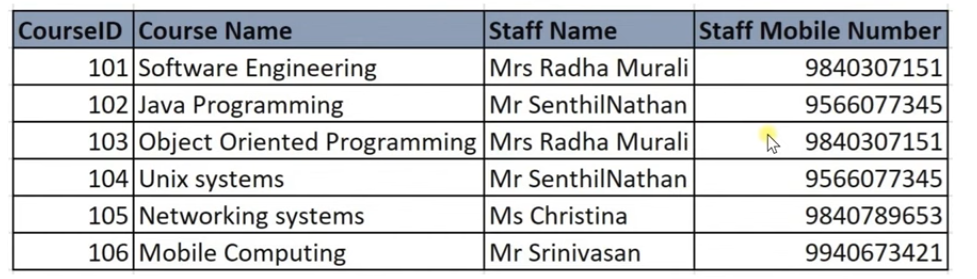 CourseID Course Name Staff Name Staff Mobile Number
101 Software Engineering Mrs Radha Murali 9840307151
102 Java Programming Mr SenthilNathan 9566077345
103 Object Oriented Programming Mrs Radha Murali 9840307151
104 Unix systems Mr SenthilNathan 9566077345
105 Networking systems Ms Christina 9840789653
106 Mobile Computing Mr Srinivasan 9940673421